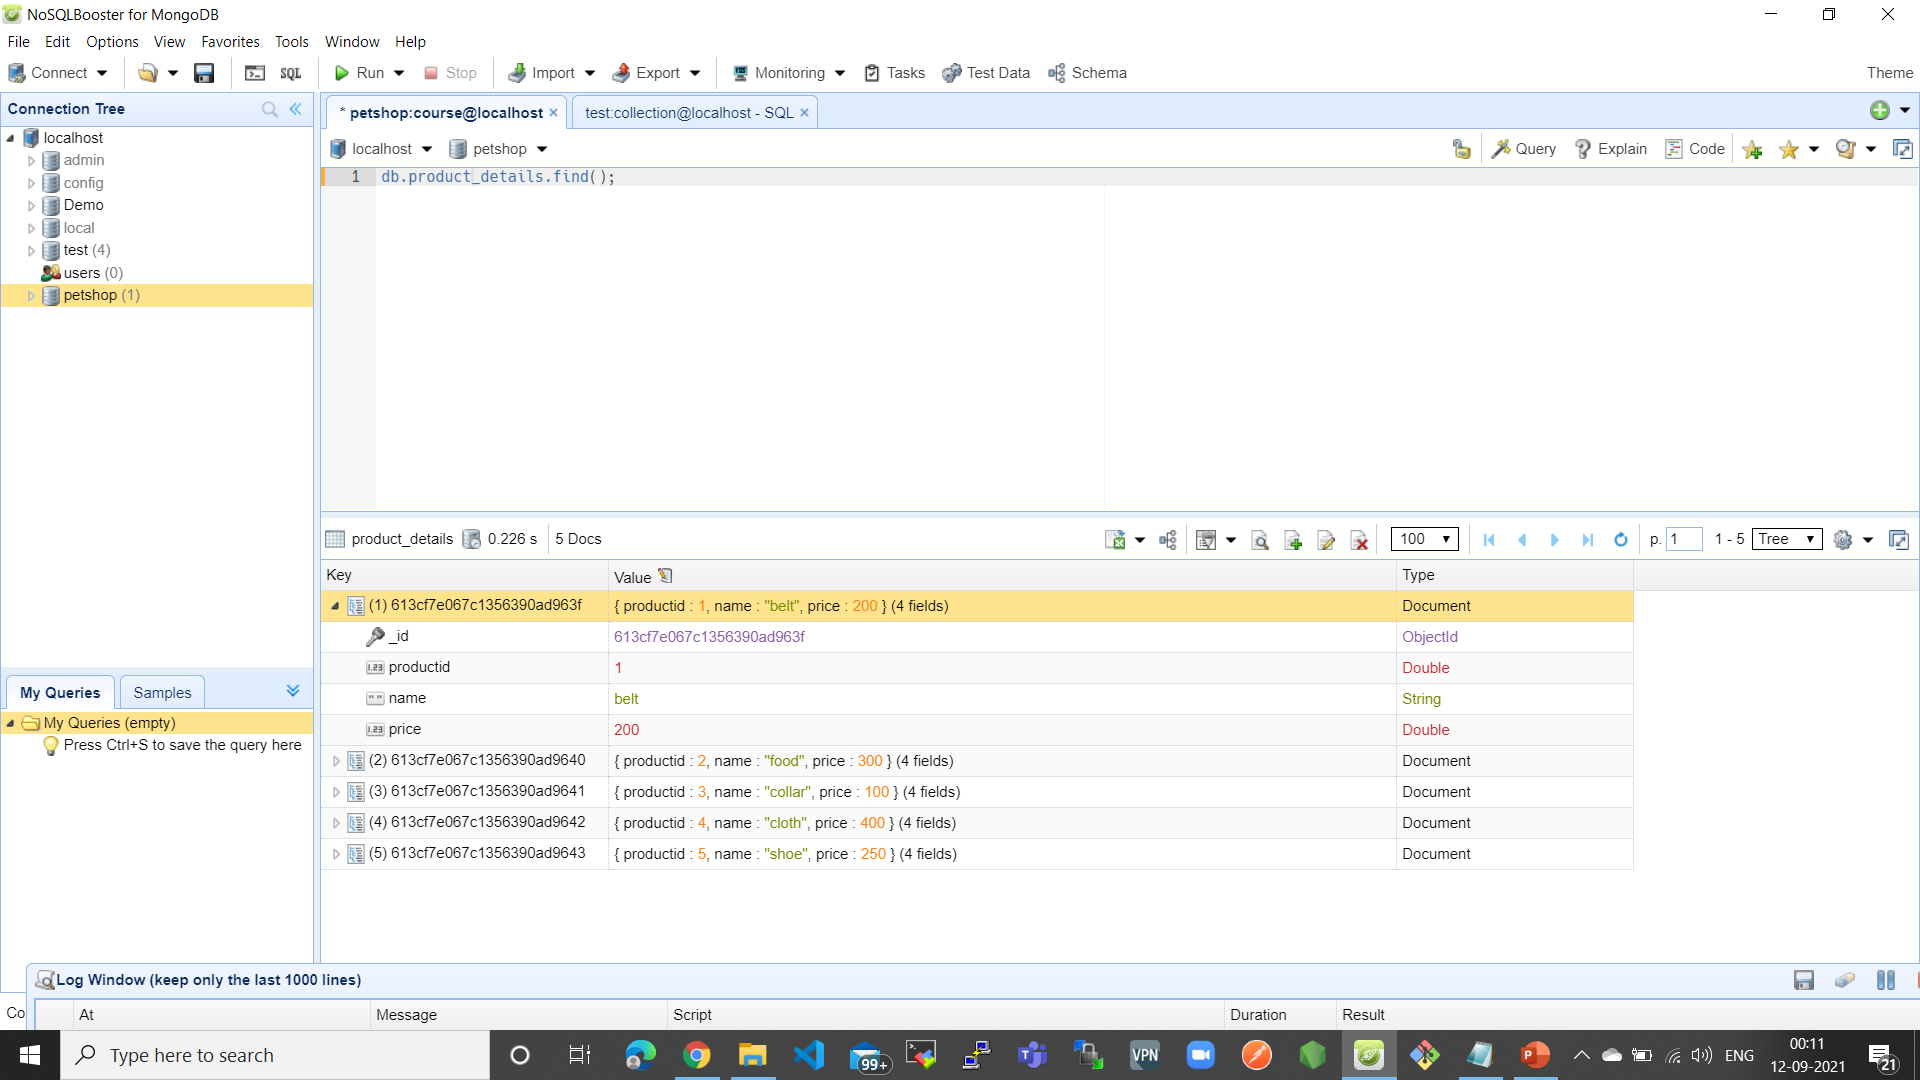 NoSQLBooster for MongoDB
File Edit Options View Favorites Tools Window Help
Connect SQL Run Stop Import Export Monitoring Tasks Test Data Schema Theme
Connection Tree
localhost
admin
config
Demo
local
test (4)
users (0)
petshop (1)
My Queries Samples
My Queries (empty)
Press Ctrl+S to save the query here
* petshop:course@localhost × test:collection@localhost - SQL ×
localhost petshop Query Explain Code
1 db.product_details.find();
product_details 0.226 s 5 Docs 100 p. 1 1 - 5 Tree
Key Value Type
(1) 613cf7e067c1356390ad963f { productid : 1, name : "belt", price : 200 } (4 fields) Document
_id 613cf7e067c1356390ad963f ObjectId
1.23 productid 1 Double
" " name belt String
1.23 price 200 Double
(2) 613cf7e067c1356390ad9640 { productid : 2, name : "food", price : 300 } (4 fields) Document
(3) 613cf7e067c1356390ad9641 { productid : 3, name : "collar", price : 100 } (4 fields) Document
(4) 613cf7e067c1356390ad9642 { productid : 4, name : "cloth", price : 400 } (4 fields) Document
(5) 613cf7e067c1356390ad9643 { productid : 5, name : "shoe", price : 250 } (4 fields) Document
Log Window (keep only the last 1000 lines)
Co At Message Script Duration Result
Type here to search 99+ VPN ENG 00:11
12-09-2021 21